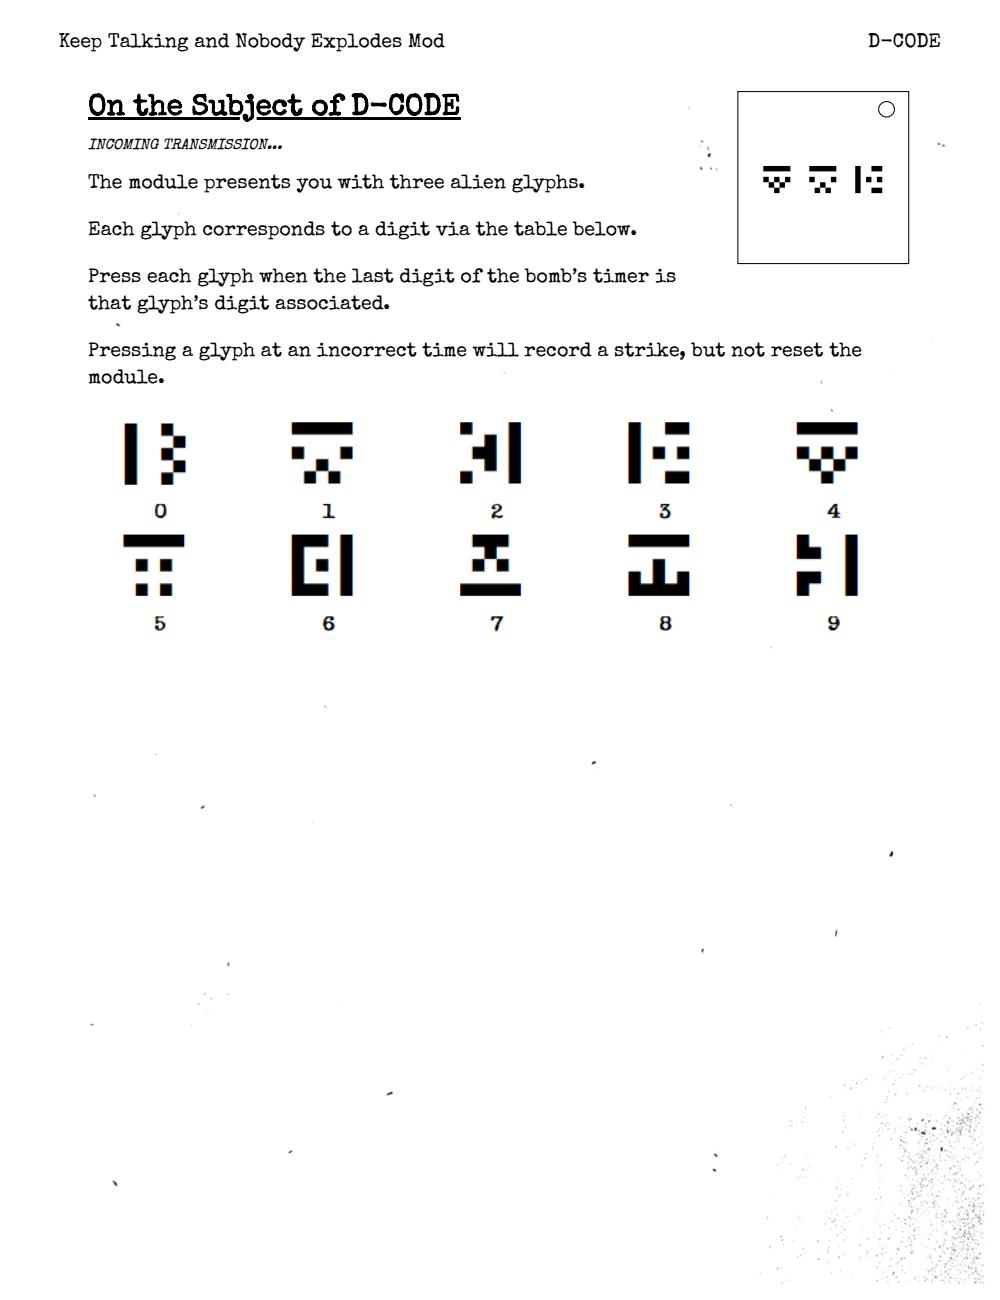 Keep Talking and Nobody Explodes Mod
D-CODE
On the Subject of D-CODE
INCOMING TRANSMISSION...
The module presents you with three alien glyphs.
Each glyph corresponds to a digit via the table below.
Press each glyph when the last digit of the bomb's timer is
that glyph's digit associated.
Pressing a glyph at an incorrect time will record a strike, but not reset the
module.
0 1 2 3 4
5 6 7 8 9